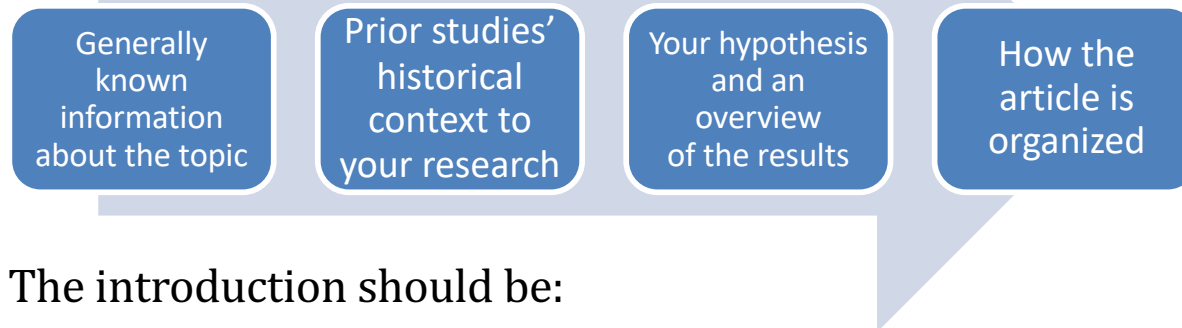 Generally
known
information
about the topic
Prior studies’
historical
context to
your research
Your hypothesis
and an
overview
of the results
How the
article is
organized
The introduction should be: